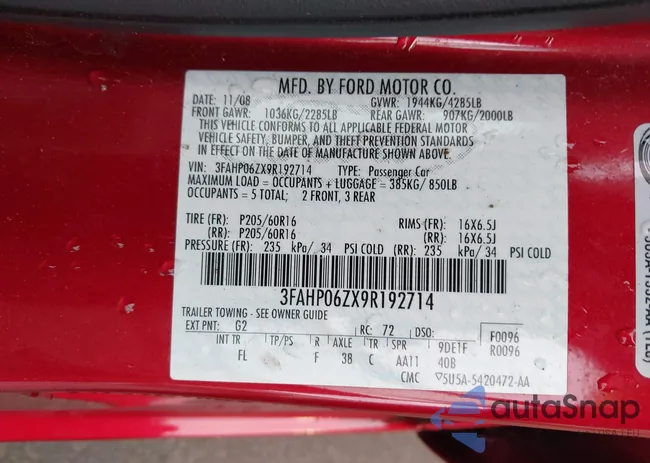 MFD. BY FORD MOTOR CO.
DATE: 11/08 GVWR: 1944KG/4285LB
FRONT GAWR: 1036KG/2285LB REAR GAWR: 907KG/2000LB
THIS VEHICLE CONFORMS TO ALL APPLICABLE FEDERAL MOTOR
VEHICLE SAFETY, BUMPER, AND THEFT PREVENTION STANDARDS
IN EFFECT ON THE DATE OF MANUFACTURE SHOWN ABOVE.
VIN: 3FAHP06ZX9R192714 TYPE: Passenger Car
MAXIMUM LOAD = OCCUPANTS + LUGGAGE = 385KG/850LB
OCCUPANTS = 5 TOTAL; 2 FRONT, 3 REAR
TIRE (FR): P205/60R16 RIMS (FR): 16X6.5J
(RR): P205/60R16 (RR): 16X6.5J
PRESSURE (FR): 235 kPa/ 34 PSI COLD (RR): 235 kPa/ 34 PSI COLD
3FAHP06ZX9R192714
TRAILER TOWING - SEE OWNER GUIDE
EXT PNT: G2 RC: 72 DSO: F0096
INT TR TP/PS R AXLE TR SPR 9DE1F R0096
FL F 38 C AA11 40B
CMC ▽5U5A-5420472-AA
autoSnap